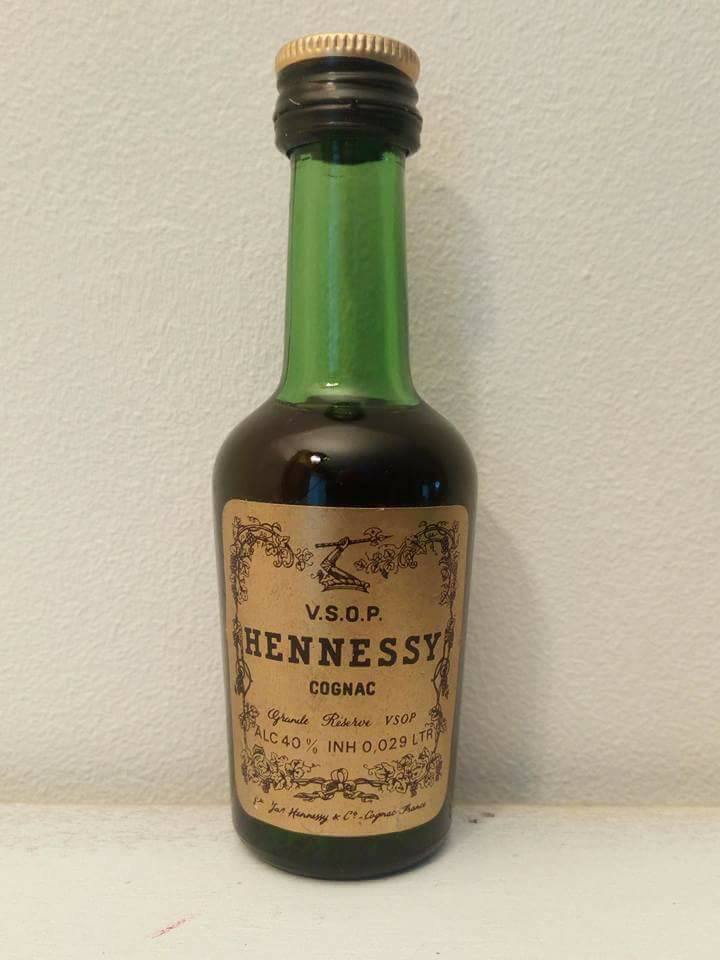 V.S.O.P.
HENNESSY
COGNAC
Grande Réserve VSOP
ALC 40 % INH 0,029 LTR
Jas Hennessy & Cº - Cognac France